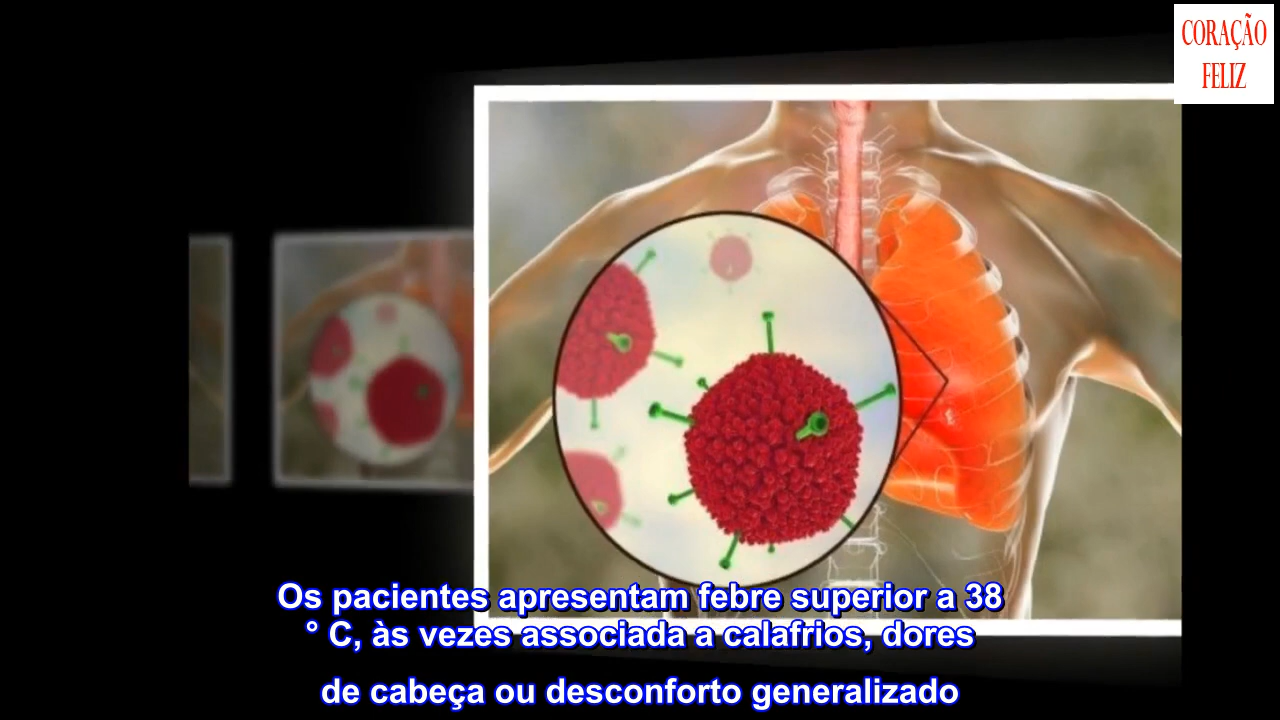 CORAÇÃO
FELIZ
Os pacientes apresentam febre superior a 38
° C, às vezes associada a calafrios, dores
de cabeça ou desconforto generalizado